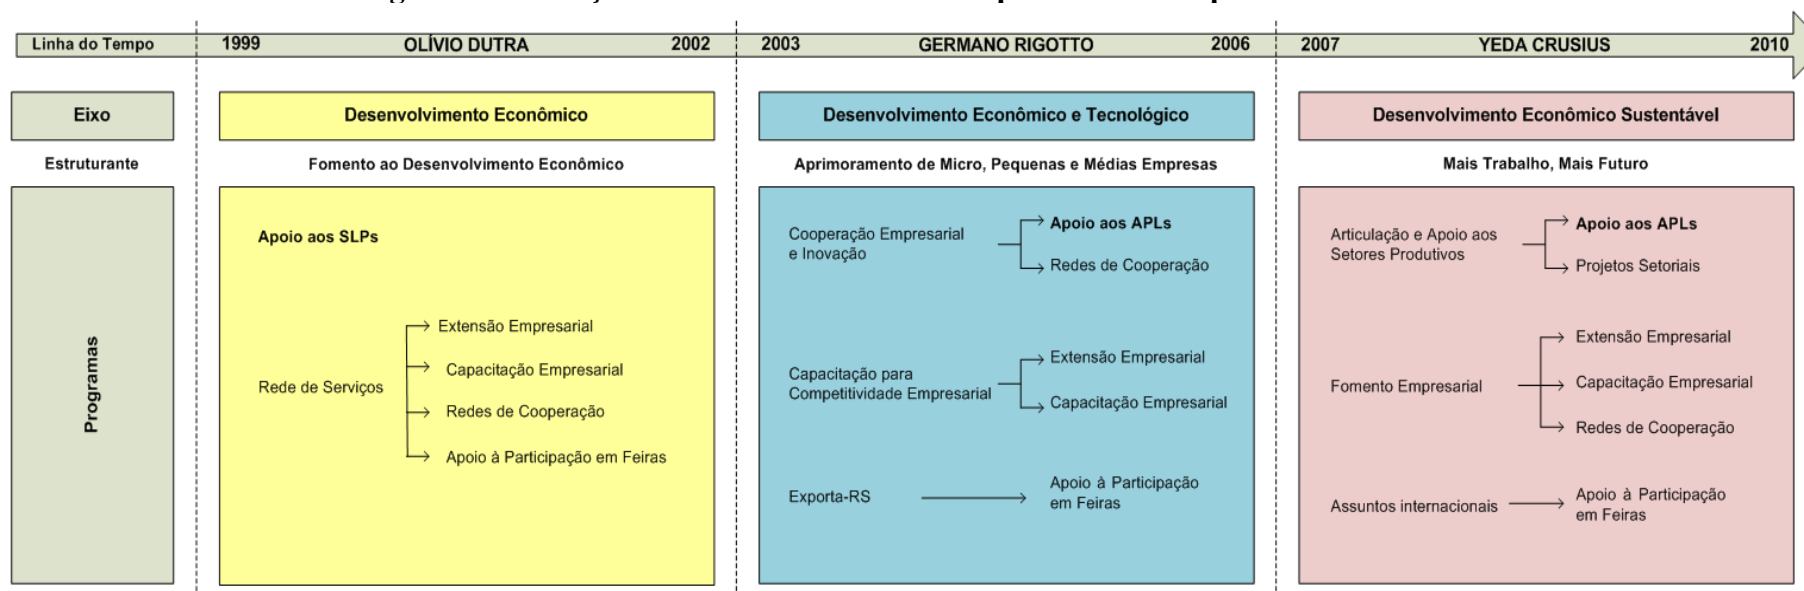 Linha do Tempo
1999 OLÍVIO DUTRA 2002
2003 GERMANO RIGOTTO 2006
2007 YEDA CRUSIUS 2010
Eixo
Desenvolvimento Econômico
Desenvolvimento Econômico e Tecnológico
Desenvolvimento Econômico Sustentável
Estruturante
Fomento ao Desenvolvimento Econômico
Aprimoramento de Micro, Pequenas e Médias Empresas
Mais Trabalho, Mais Futuro
Programas
Apoio aos SLPs
Rede de Serviços
Extensão Empresarial
Capacitação Empresarial
Redes de Cooperação
Apoio à Participação em Feiras
Cooperação Empresarial
e Inovação
Apoio aos APLs
Redes de Cooperação
Capacitação para
Competitividade Empresarial
Extensão Empresarial
Capacitação Empresarial
Exporta-RS
Apoio à Participação
em Feiras
Articulação e Apoio aos
Setores Produtivos
Apoio aos APLs
Projetos Setoriais
Fomento Empresarial
Extensão Empresarial
Capacitação Empresarial
Redes de Cooperação
Assuntos internacionais
Apoio à Participação
em Feiras